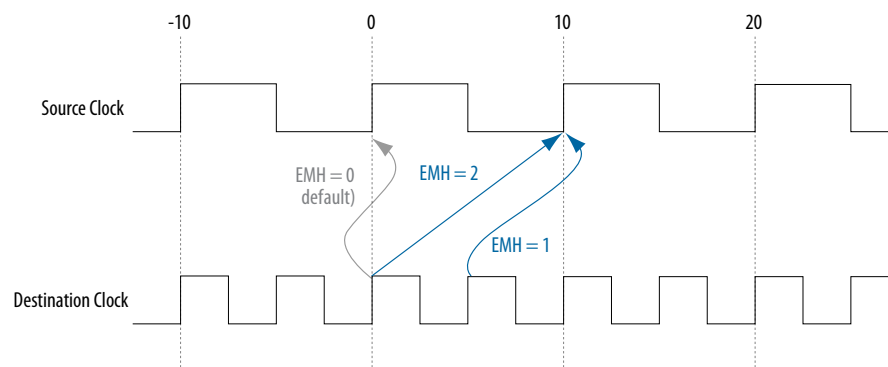 -10 0 10 20
Source Clock
EMH = 0
default)
EMH = 2
EMH = 1
Destination Clock